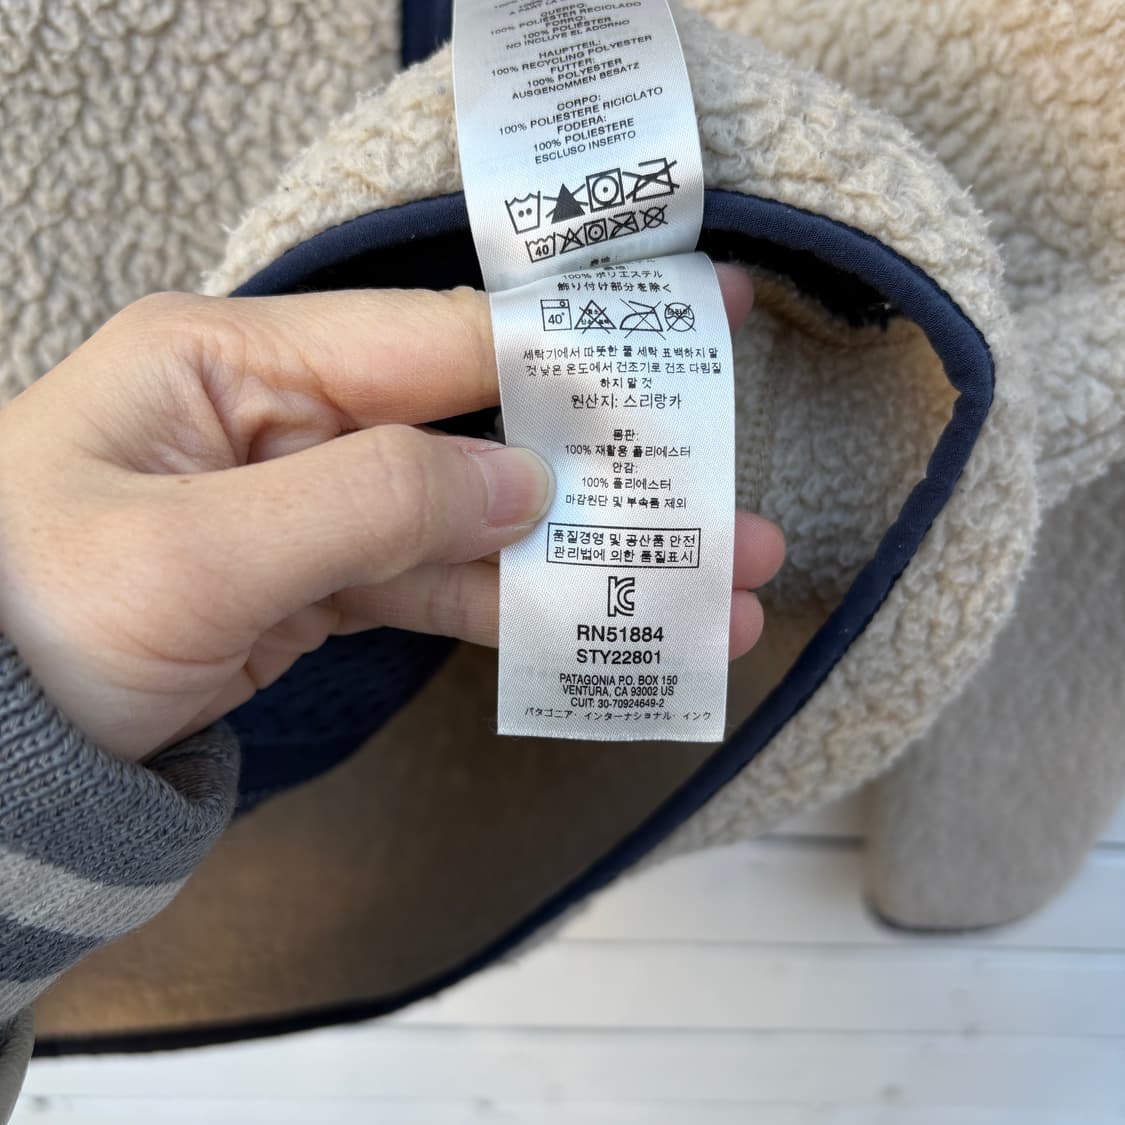 CUERPO:
100% POLIESTER RECICLADO
FORRO:
100% POLIÉSTER
NO INCLUYE EL ADORNO
HAUPTTEIL:
100% RECYCLING POLYESTER
FUTTER:
100% POLYESTER
AUSGENOMMEN BESATZ
CORPO:
100% POLIESTERE RICICLATO
FODERA:
100% POLIESTERE
ESCLUSO INSERTO
40
100% ポリエステル
飾り付け部分を除く
40°
세탁기에서 따뜻한 물 세탁 표백하지 말
것 낮은 온도에서 건조기로 건조 다림질
하지 말 것
원산지: 스리랑카
몸판:
100% 재활용 폴리에스터
안감:
100% 폴리에스터
마감원단 및 부속품 제외
품질경영 및 공산품 안전
관리법에 의한 품질표시
RN51884
STY22801
PATAGONIA P.O. BOX 150
VENTURA, CA 93002 US
CUIT: 30-70924649-2
パタゴニア・インターナショナル・インク